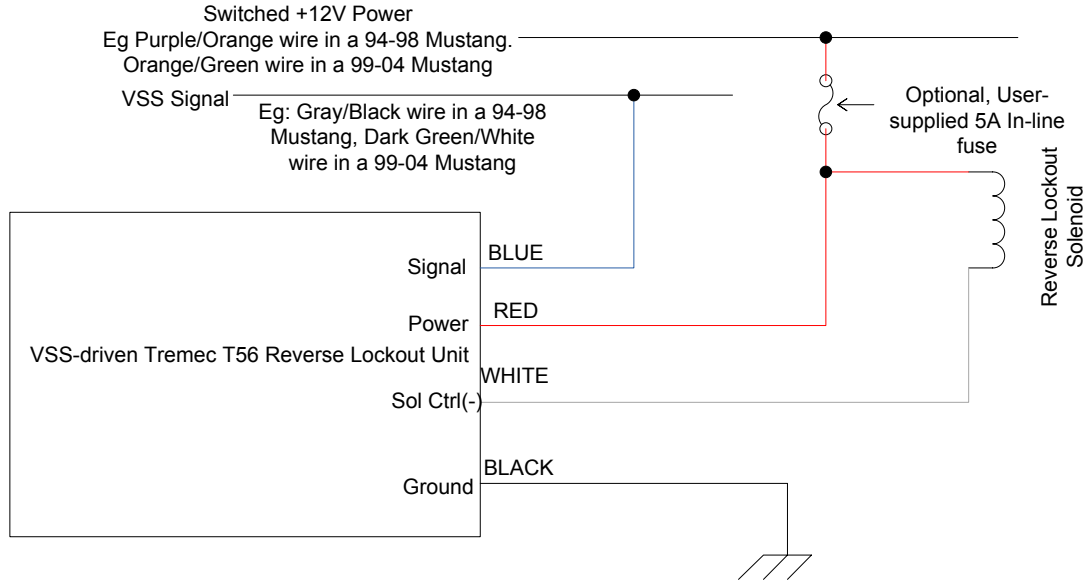 Switched +12V Power
Eg Purple/Orange wire in a 94-98 Mustang.
Orange/Green wire in a 99-04 Mustang
VSS Signal
Eg: Gray/Black wire in a 94-98
Mustang, Dark Green/White
wire in a 99-04 Mustang
Optional, User-
supplied 5A In-line
fuse
Reverse Lockout
Solenoid
Signal
BLUE
Power
RED
VSS-driven Tremec T56 Reverse Lockout Unit
WHITE
Sol Ctrl(-)
BLACK
Ground